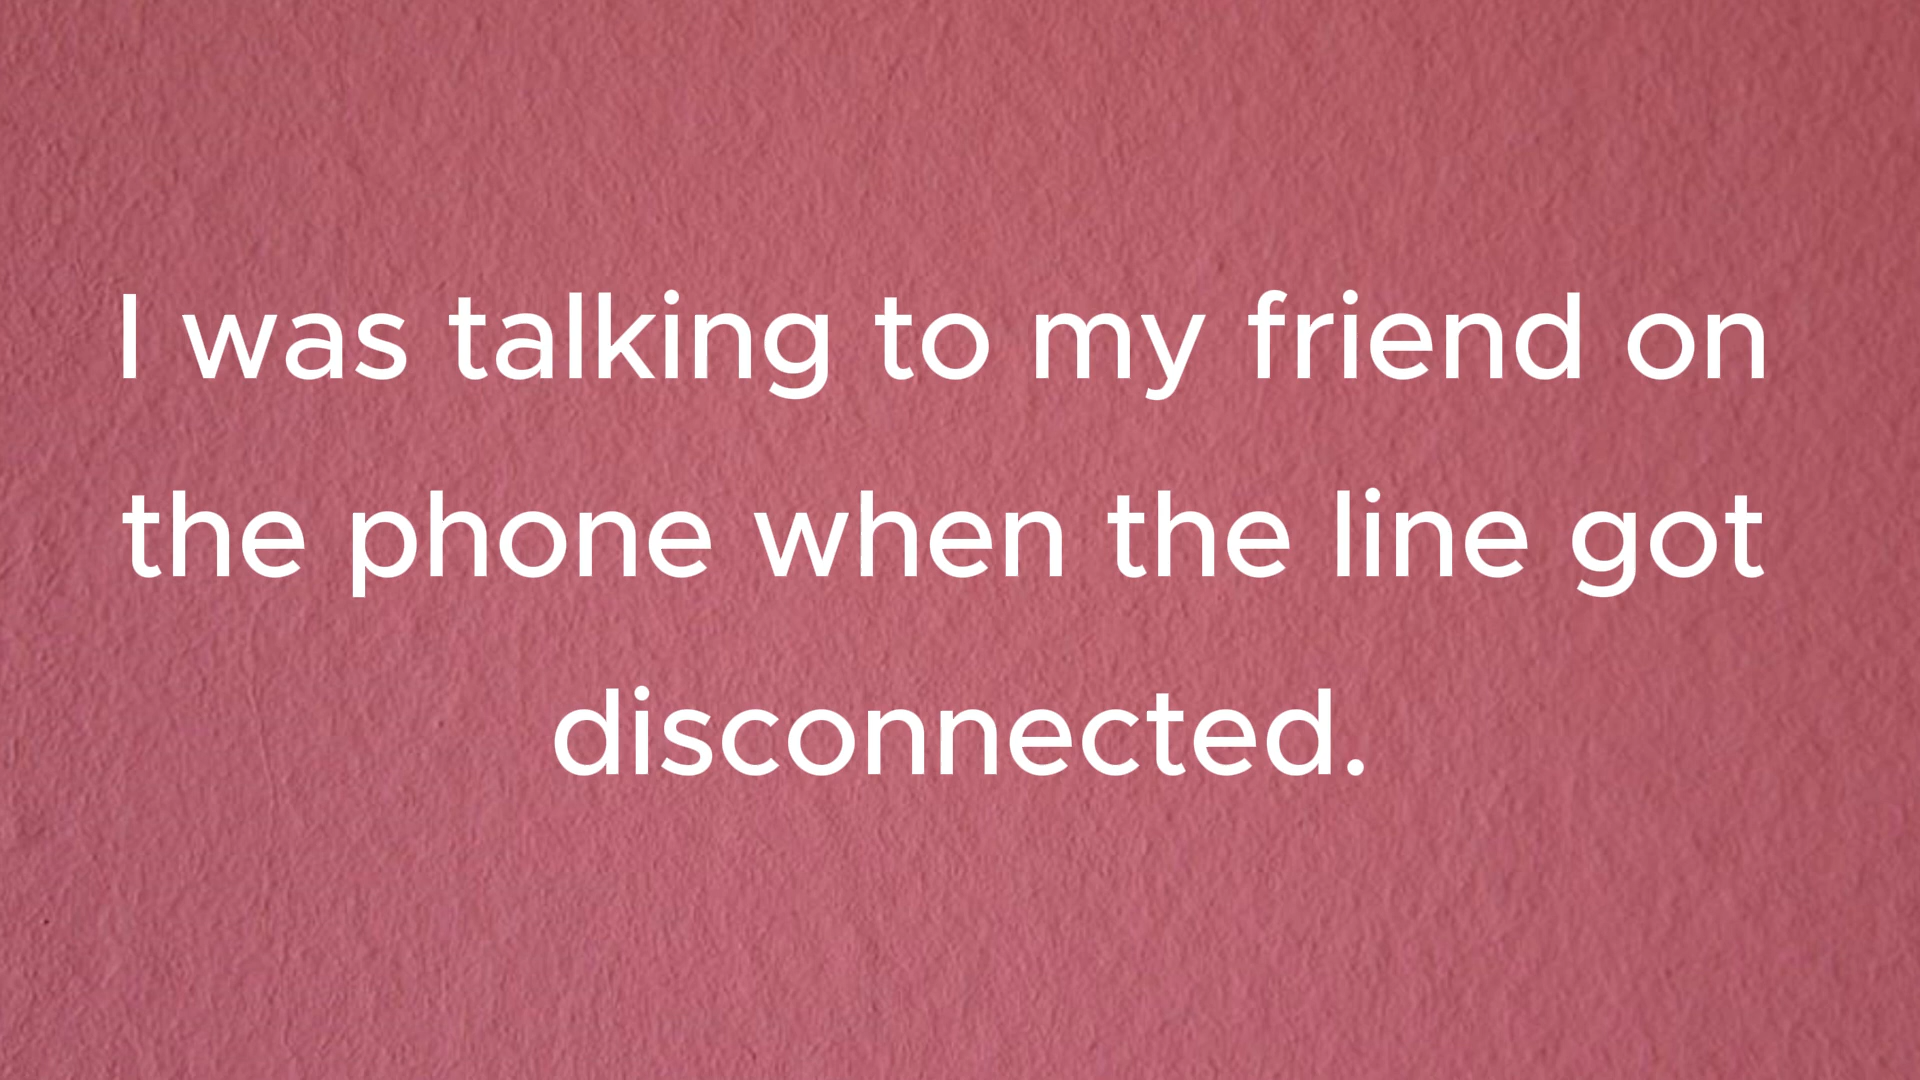 I was talking to my friend on
the phone when the line got
disconnected.